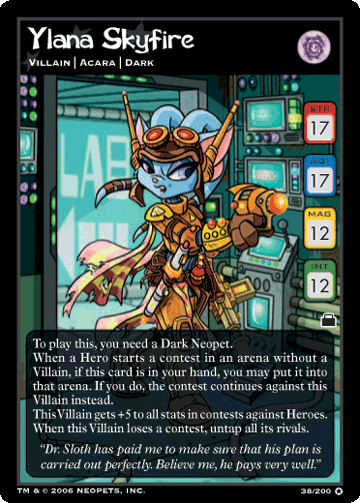 Ylana Skyfire
VILLAIN | ACARA | DARK
STR
17
AGI
17
MAG
12
INT
12
LAB
To play this, you need a Dark Neopet.
When a Hero starts a contest in an arena without a
Villain, if this card is in your hand, you may put it into
that arena. If you do, the contest continues against this
Villain instead.
This Villain gets +5 to all stats in contests against Heroes.
When this Villain loses a contest, untap all its rivals.
“Dr. Sloth has paid me to make sure that his plan is
carried out perfectly. Believe me, he pays very well.”
TM & © 2006 NEOPETS, INC.
38/200